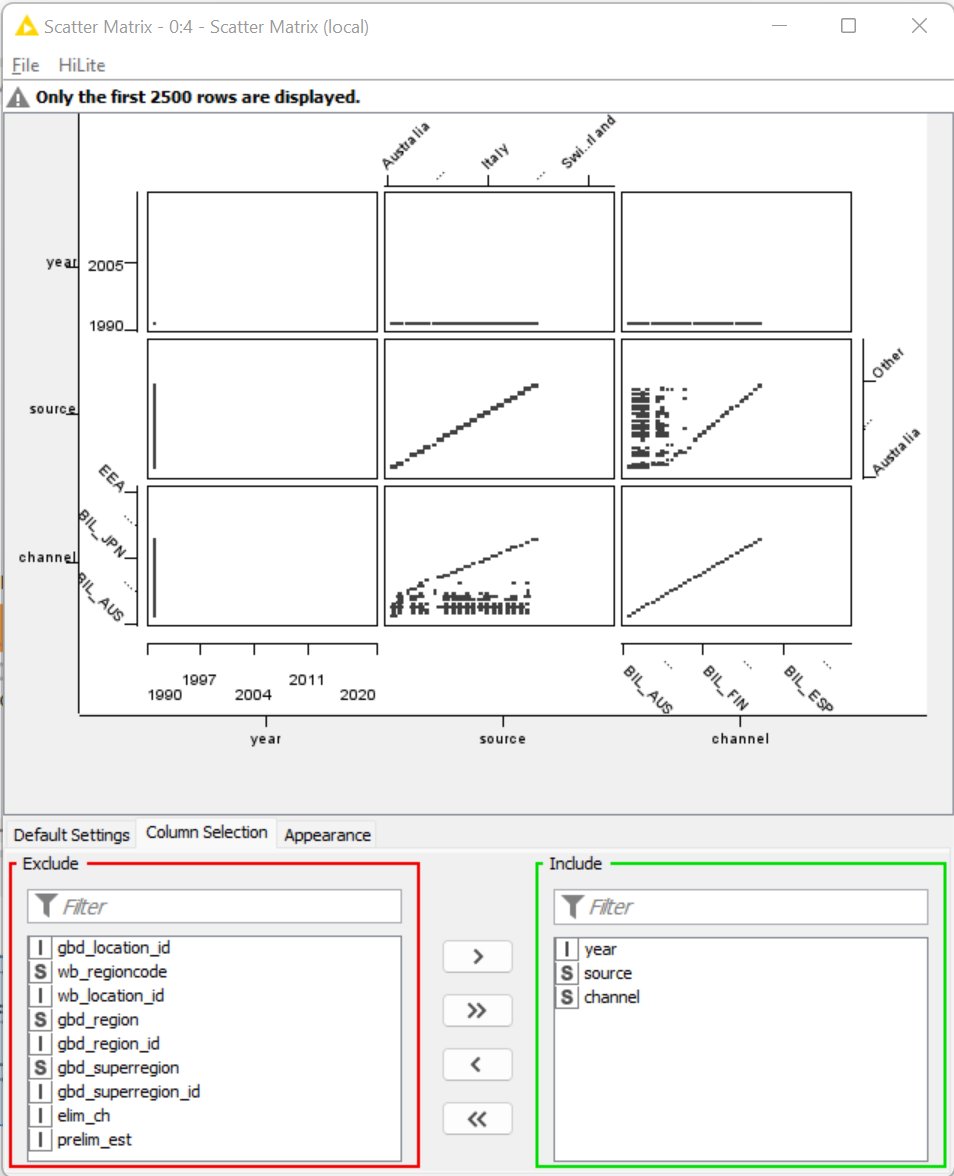 Scatter Matrix - 0:4 - Scatter Matrix (local)
File HiLite
Only the first 2500 rows are displayed.
Australia ... Italy ... Swi..rland
year 2005
1990
source
Other
...
Australia
channel
EEA
...
BIL_JPN
...
BIL_AUS
1990 1997 2004 2011 2020
BIL_AUS ... BIL_FIN ... BIL_ESP ...
year source channel
Default Settings Column Selection Appearance
Exclude
Filter
I gbd_location_id
S wb_regioncode
I wb_location_id
S gbd_region
I gbd_region_id
S gbd_superregion
I gbd_superregion_id
I elim_ch
I prelim_est
>
>>
<
<<
Include
Filter
I year
S source
S channel